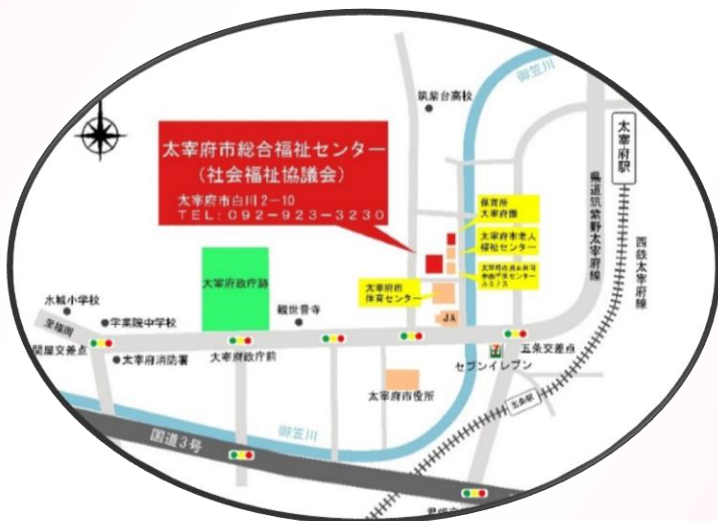 御笠川
筑紫台高校
太宰府駅
太宰府市総合福祉センター
(社会福祉協議会)
太宰府市白川2-10
TEL:092-923-3230
県道筑紫野太宰府線
西鉄太宰府線
保育所
太宰府園
太宰府市老人
福祉センター
ルミナス
太宰府市
体育センター
大宰府政庁跡
水城小学校
学業院中学校
観世音寺
JA
至福岡
関屋交差点
太宰府消防署
大宰府政庁前
五条交差点
セブンイレブン
太宰府市役所
五条駅
御笠川
国道3号